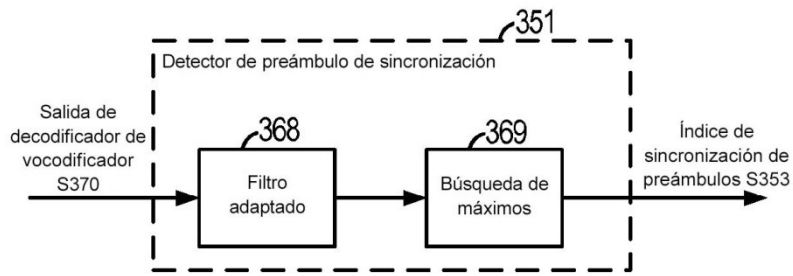 351
Detector de preámbulo de sincronización
Salida de
decodificador de
vocodificador
S370
368
Filtro
adaptado
369
Búsqueda de
máximos
Índice de
sincronización de
preámbulos S353